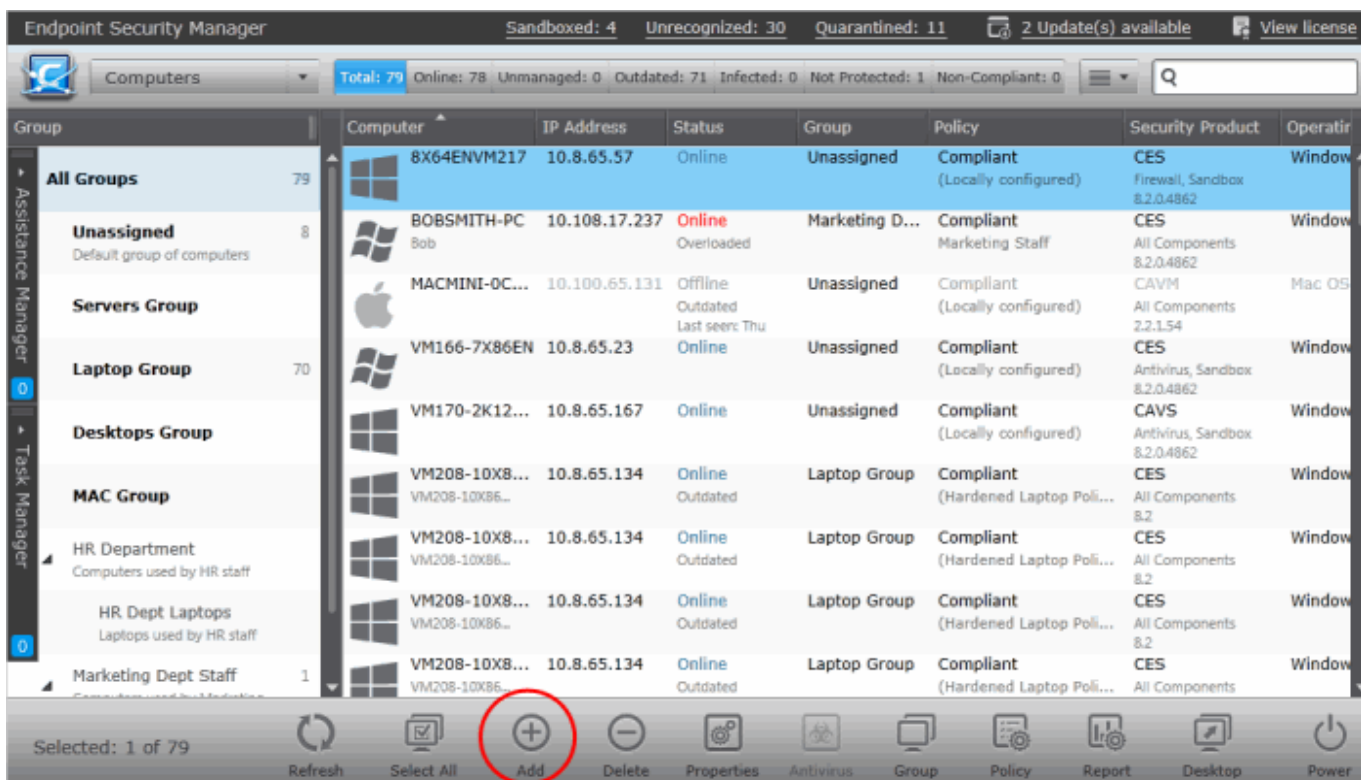 Endpoint Security Manager Sandboxed: 4 Unrecognized: 30 Quarantined: 11 2 Update(s) available View license
Computers Total: 79 Online: 78 Unmanaged: 0 Outdated: 71 Infected: 0 Not Protected: 1 Non-Compliant: 0
Group Computer IP Address Status Group Policy Security Product Operatin
Assistance Manager
0
Task Manager
0
All Groups 79
Unassigned 8
Default group of computers
Servers Group
Laptop Group 70
Desktops Group
MAC Group
HR Department
Computers used by HR staff
HR Dept Laptops
Laptops used by HR staff
Marketing Dept Staff 1
Computers used by Marketing
8X64ENVM217 10.8.65.57 Online Unassigned Compliant CES Window
(Locally configured) Firewall, Sandbox
8.2.0.4862
BOBSMITH-PC 10.108.17.237 Online Marketing D... Compliant CES Window
Bob Overloaded Marketing Staff All Components
8.2.0.4862
MACMINI-0C... 10.100.65.131 Offline Unassigned Compliant CAVM Mac OS
Outdated (Locally configured) All Components
Last seen: Thu 2.2.1.54
VM166-7X86EN 10.8.65.23 Online Unassigned Compliant CES Window
(Locally configured) Antivirus, Sandbox
8.2.0.4862
VM170-2K12... 10.8.65.167 Online Unassigned Compliant CAVS Window
(Locally configured) Antivirus, Sandbox
8.2.0.4862
VM208-10X8... 10.8.65.134 Online Laptop Group Compliant CES Window
VM208-10X86... Outdated (Hardened Laptop Poli... All Components
8.2
VM208-10X8... 10.8.65.134 Online Laptop Group Compliant CES Window
VM208-10X86... Outdated (Hardened Laptop Poli... All Components
8.2
VM208-10X8... 10.8.65.134 Online Laptop Group Compliant CES Window
VM208-10X86... Outdated (Hardened Laptop Poli... All Components
8.2
VM208-10X8... 10.8.65.134 Online Laptop Group Compliant CES Window
VM208-10X86... Outdated (Hardened Laptop Poli... All Components
Selected: 1 of 79
Refresh Select All Add Delete Properties Antivirus Group Policy Report Desktop Power